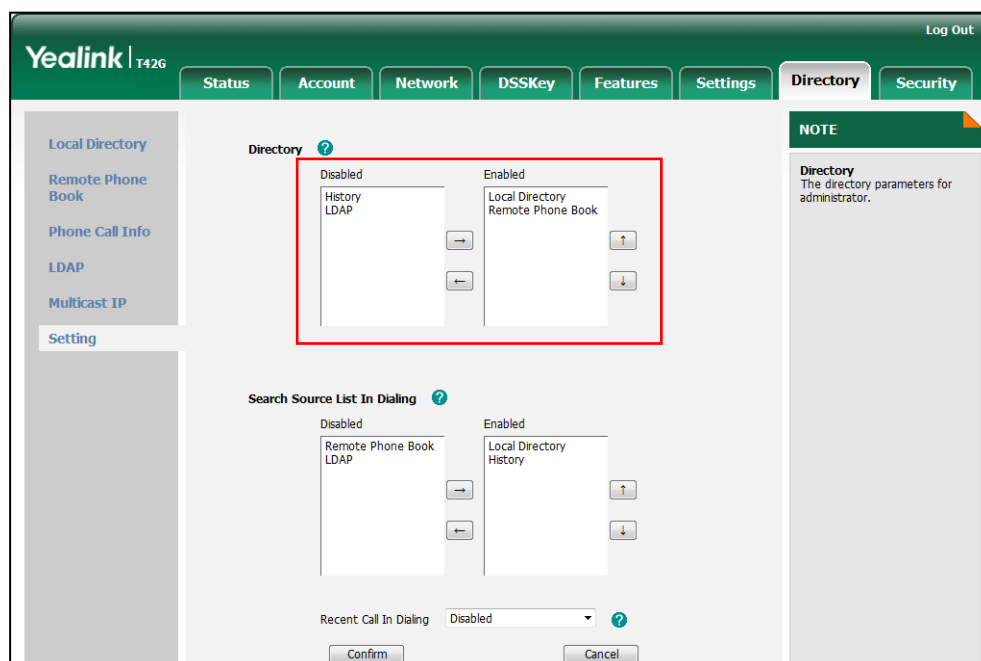 Log Out
Yealink T42G
Status Account Network DSSKey Features Settings Directory Security
Local Directory
Remote Phone
Book
Phone Call Info
LDAP
Multicast IP
Setting
Directory ?
Disabled Enabled
History Local Directory
LDAP Remote Phone Book
→ ↑
← ↓
Search Source List In Dialing ?
Disabled Enabled
Remote Phone Book Local Directory
LDAP History
→ ↑
← ↓
Recent Call In Dialing Disabled ?
Confirm Cancel
NOTE
Directory
The directory parameters for
administrator.